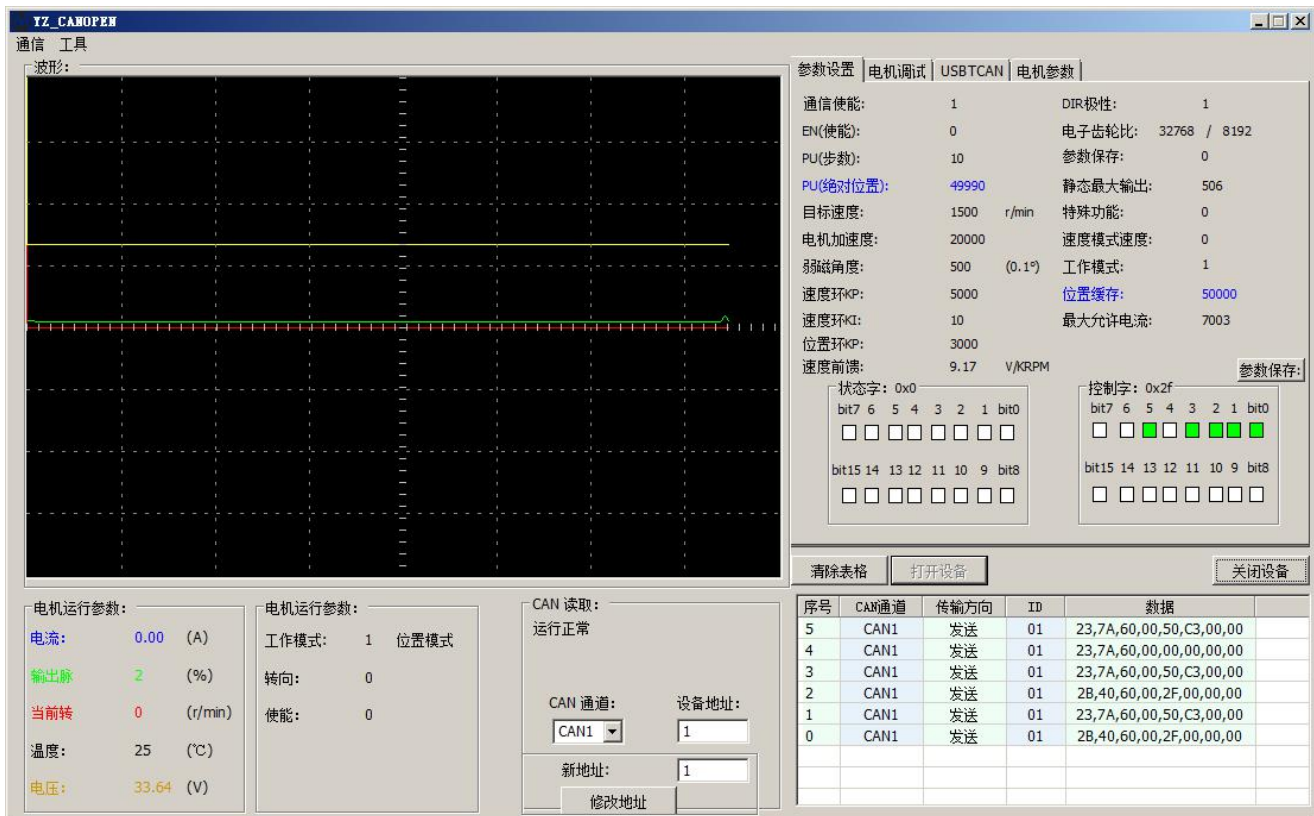 YZ_CANOPEN
通信 工具
波形:
参数设置 电机调试 USBTCAN 电机参数
通信使能: 1 DIR极性: 1
EN(使能): 0 电子齿轮比: 32768 / 8192
PU(步数): 10 参数保存: 0
PU(绝对位置): 49990 静态最大输出: 506
目标速度: 1500 r/min 特殊功能: 0
电机加速度: 20000 速度模式速度: 0
弱磁角度: 500 (0.1°) 工作模式: 1
速度环KP: 5000 位置缓存: 50000
速度环KI: 10 最大允许电流: 7003
位置环KP: 3000
速度前馈: 9.17 V/KRPM 参数保存:
状态字: 0x0 控制字: 0x2f
bit7 6 5 4 3 2 1 bit0 bit7 6 5 4 3 2 1 bit0
bit15 14 13 12 11 10 9 bit8 bit15 14 13 12 11 10 9 bit8
清除表格 打开设备 关闭设备
序号 CAN通道 传输方向 ID 数据
5 CAN1 发送 01 23,7A,60,00,50,C3,00,00
4 CAN1 发送 01 23,7A,60,00,00,00,00,00
3 CAN1 发送 01 23,7A,60,00,50,C3,00,00
2 CAN1 发送 01 2B,40,60,00,2F,00,00,00
1 CAN1 发送 01 23,7A,60,00,50,C3,00,00
0 CAN1 发送 01 2B,40,60,00,2F,00,00,00
电机运行参数:
电流: 0.00 (A)
输出脉 2 (%)
当前转 0 (r/min)
温度: 25 (℃)
电压: 33.64 (V)
电机运行参数:
工作模式: 1 位置模式
转向: 0
使能: 0
CAN 读取:
运行正常
CAN 通道: 设备地址:
CAN1 1
新地址: 1
修改地址